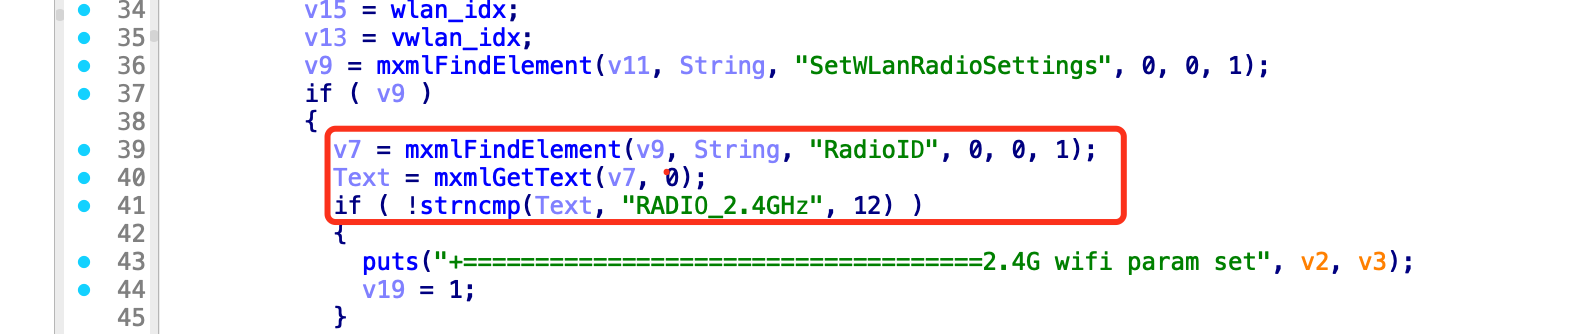 34 v15 = wlan_idx;
35 v13 = vwlan_idx;
36 v9 = mxmlFindElement(v11, String, "SetWLanRadioSettings", 0, 0, 1);
37 if ( v9 )
38 {
39 v7 = mxmlFindElement(v9, String, "RadioID", 0, 0, 1);
40 Text = mxmlGetText(v7, 0);
41 if ( !strncmp(Text, "RADIO_2.4GHz", 12) )
42 {
43 puts("+====================================2.4G wifi param set", v2, v3);
44 v19 = 1;
45 }